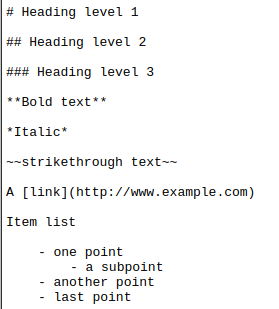 # Heading level 1
## Heading level 2
### Heading level 3
**Bold text**
*Italic*
~~strikethrough text~~
A [link](http://www.example.com)
Item list
    - one point
        - a subpoint
    - another point
    - last point